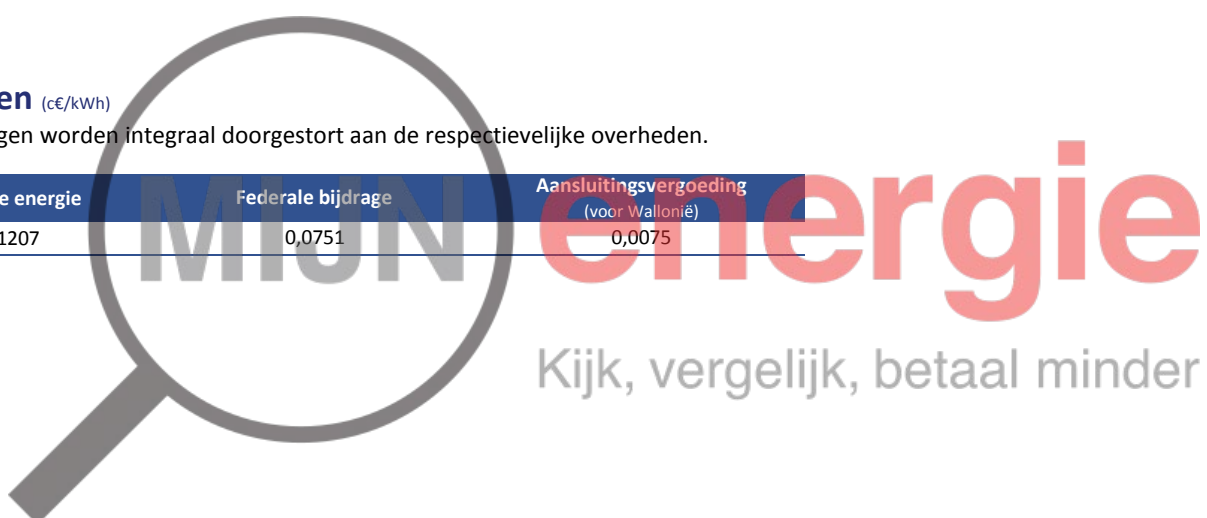 en (c€/kWh)
gen worden integraal doorgestort aan de respectievelijke overheden.
e energie Federale bijdrage Aansluitingsvergoeding
(voor Wallonië)
1207 0,0751 0,0075
MIJN energie
Kijk, vergelijk, betaal minder